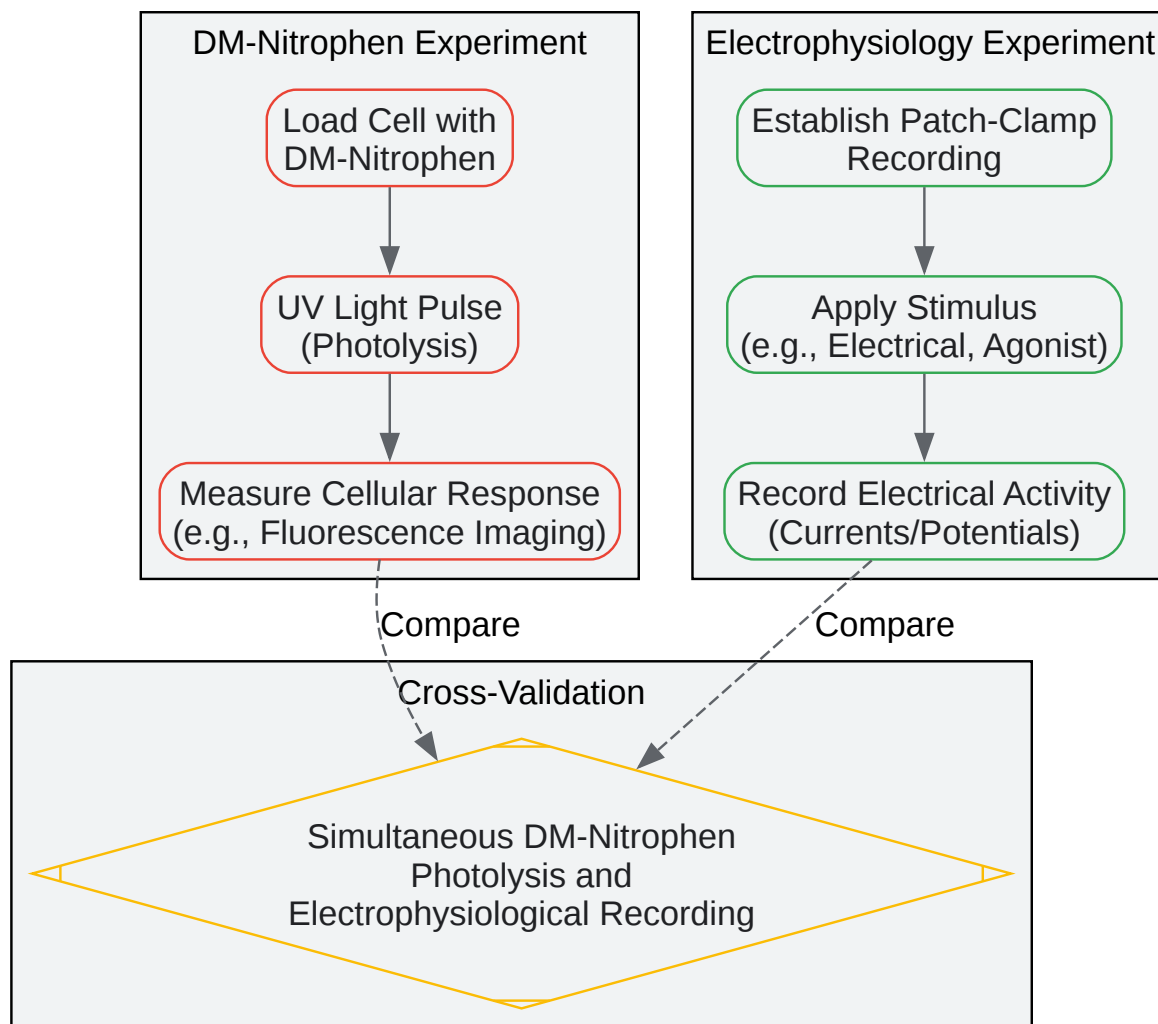 DM-Nitrophen Experiment
Load Cell with
DM-Nitrophen
UV Light Pulse
(Photolysis)
Measure Cellular Response
(e.g., Fluorescence Imaging)
Electrophysiology Experiment
Establish Patch-Clamp
Recording
Apply Stimulus
(e.g., Electrical, Agonist)
Record Electrical Activity
(Currents/Potentials)
Compare
Compare
Cross-Validation
Simultaneous DM-Nitrophen
Photolysis and
Electrophysiological Recording